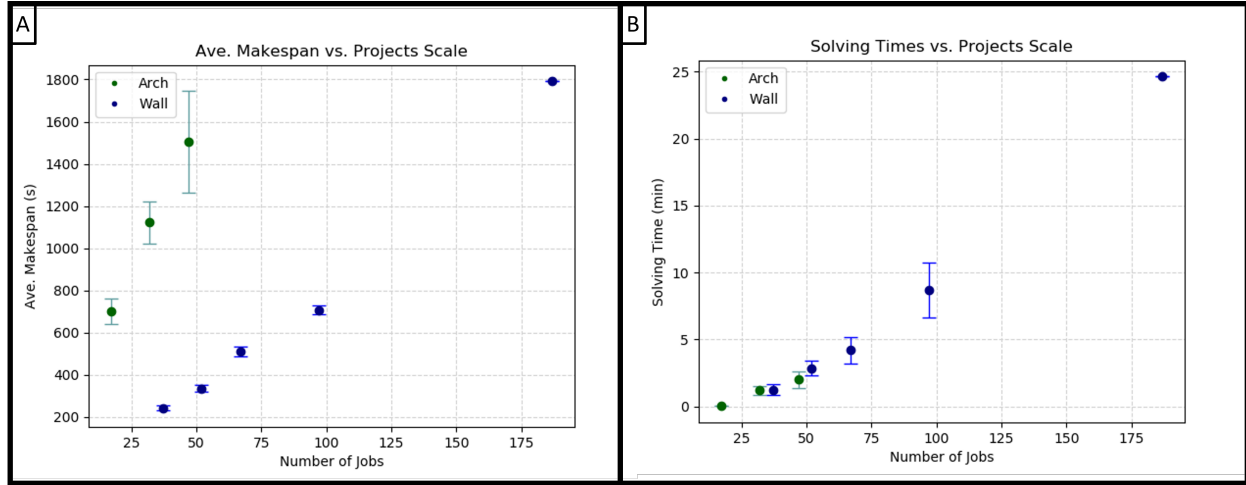 A
Ave. Makespan vs. Projects Scale
Arch
Wall
1800
1600
1400
1200
1000
800
600
400
200
Ave. Makespan (s)
25 50 75 100 125 150 175
Number of Jobs
B
Solving Times vs. Projects Scale
Arch
Wall
25
20
15
10
5
0
Solving Time (min)
25 50 75 100 125 150 175
Number of Jobs